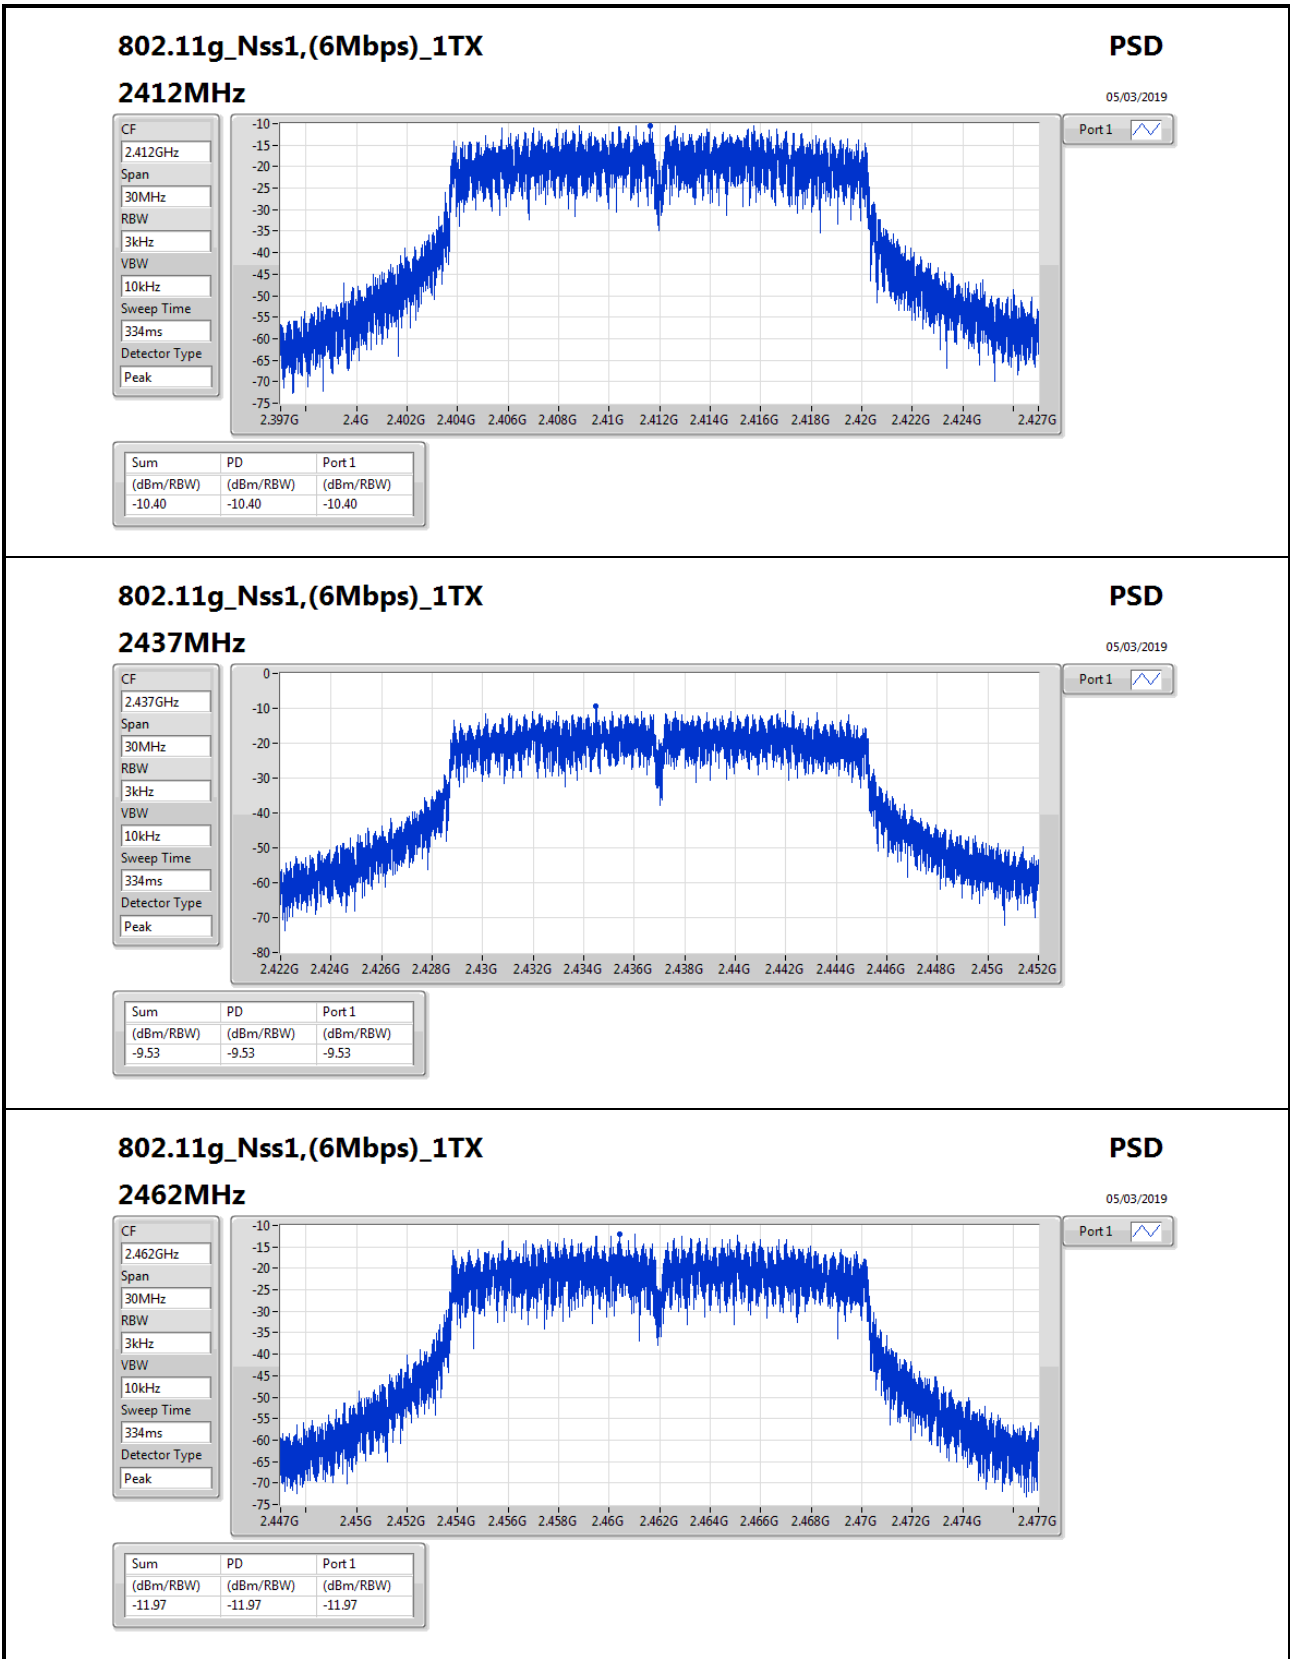 802.11g_Nss1,(6Mbps)_1TX PSD
2412MHz 05/03/2019
CF
2.412GHz
Span
30MHz
RBW
3kHz
VBW
10kHz
Sweep Time
334ms
Detector Type
Peak
-10
-15
-20
-25
-30
-35
-40
-45
-50
-55
-60
-65
-70
-75
2.397G 2.4G 2.402G 2.404G 2.406G 2.408G 2.41G 2.412G 2.414G 2.416G 2.418G 2.42G 2.422G 2.424G 2.427G
Port 1
Sum PD Port 1
(dBm/RBW) (dBm/RBW) (dBm/RBW)
-10.40 -10.40 -10.40
802.11g_Nss1,(6Mbps)_1TX PSD
2437MHz 05/03/2019
CF
2.437GHz
Span
30MHz
RBW
3kHz
VBW
10kHz
Sweep Time
334ms
Detector Type
Peak
0
-10
-20
-30
-40
-50
-60
-70
-80
2.422G 2.424G 2.426G 2.428G 2.43G 2.432G 2.434G 2.436G 2.438G 2.44G 2.442G 2.444G 2.446G 2.448G 2.45G 2.452G
Port 1
Sum PD Port 1
(dBm/RBW) (dBm/RBW) (dBm/RBW)
-9.53 -9.53 -9.53
802.11g_Nss1,(6Mbps)_1TX PSD
2462MHz 05/03/2019
CF
2.462GHz
Span
30MHz
RBW
3kHz
VBW
10kHz
Sweep Time
334ms
Detector Type
Peak
-10
-15
-20
-25
-30
-35
-40
-45
-50
-55
-60
-65
-70
-75
2.447G 2.45G 2.452G 2.454G 2.456G 2.458G 2.46G 2.462G 2.464G 2.466G 2.468G 2.47G 2.472G 2.474G 2.477G
Port 1
Sum PD Port 1
(dBm/RBW) (dBm/RBW) (dBm/RBW)
-11.97 -11.97 -11.97